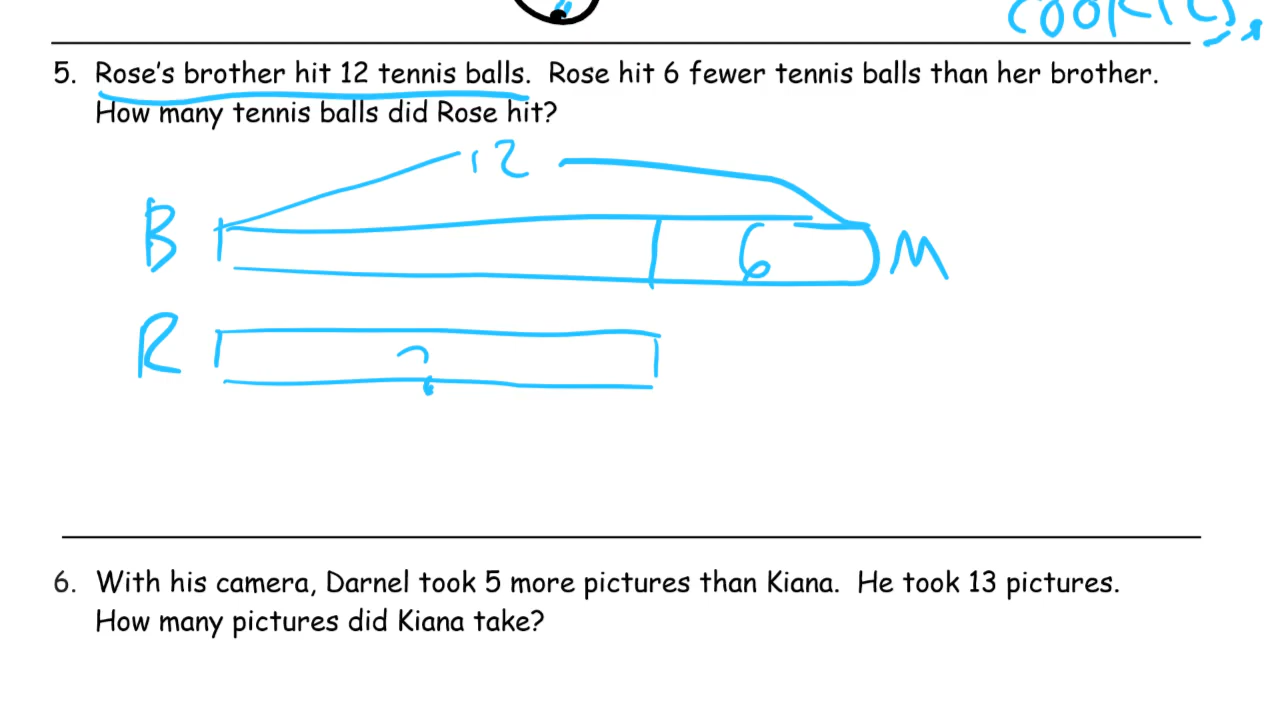 cookies.
5. Rose's brother hit 12 tennis balls. Rose hit 6 fewer tennis balls than her brother.
How many tennis balls did Rose hit?
12
B 6 M
R ?
6. With his camera, Darnel took 5 more pictures than Kiana. He took 13 pictures.
How many pictures did Kiana take?